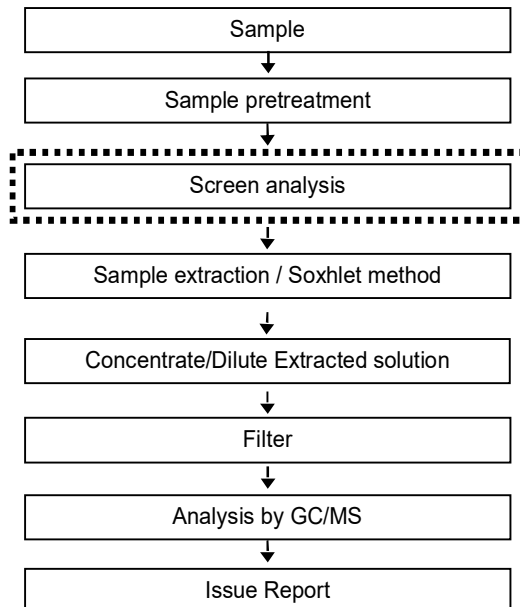 Sample
Sample pretreatment
Screen analysis
Sample extraction / Soxhlet method
Concentrate/Dilute Extracted solution
Filter
Analysis by GC/MS
Issue Report